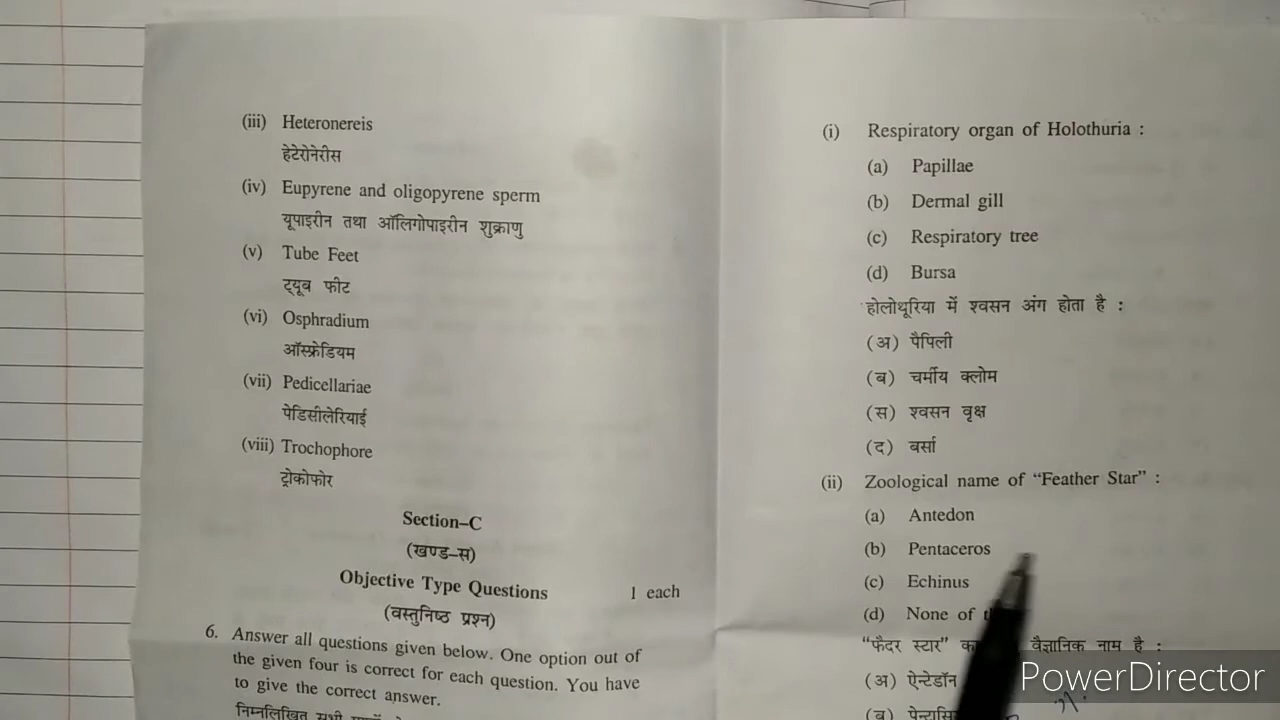 (iii) Heteronereis
हेटेरोनेरीस
(iv) Eupyrene and oligopyrene sperm
यूपाइरीन तथा ऑलिगोपाइरीन शुक्राणु
(v) Tube Feet
ट्यूब फीट
(vi) Osphradium
ऑस्फ्रेडियम
(vii) Pedicellariae
पेडिसीलेरियाई
(viii) Trochophore
ट्रोकोफोर
Section–C
(खण्ड–स)
Objective Type Questions 1 each
(वस्तुनिष्ठ प्रश्न)
6. Answer all questions given below. One option out of
the given four is correct for each question. You have
to give the correct answer.
निम्नलिखित सभी
(i) Respiratory organ of Holothuria :
(a) Papillae
(b) Dermal gill
(c) Respiratory tree
(d) Bursa
होलोथूरिया में श्वसन अंग होता है :
(अ) पैपिली
(ब) चर्मीय क्लोम
(स) श्वसन वृक्ष
(द) बर्सा
(ii) Zoological name of “Feather Star” :
(a) Antedon
(b) Pentaceros
(c) Echinus
(d) None of
“फैदर स्टार” वैज्ञानिक नाम है :
(अ) ऐन्टेडॉन
(ब)
PowerDirector